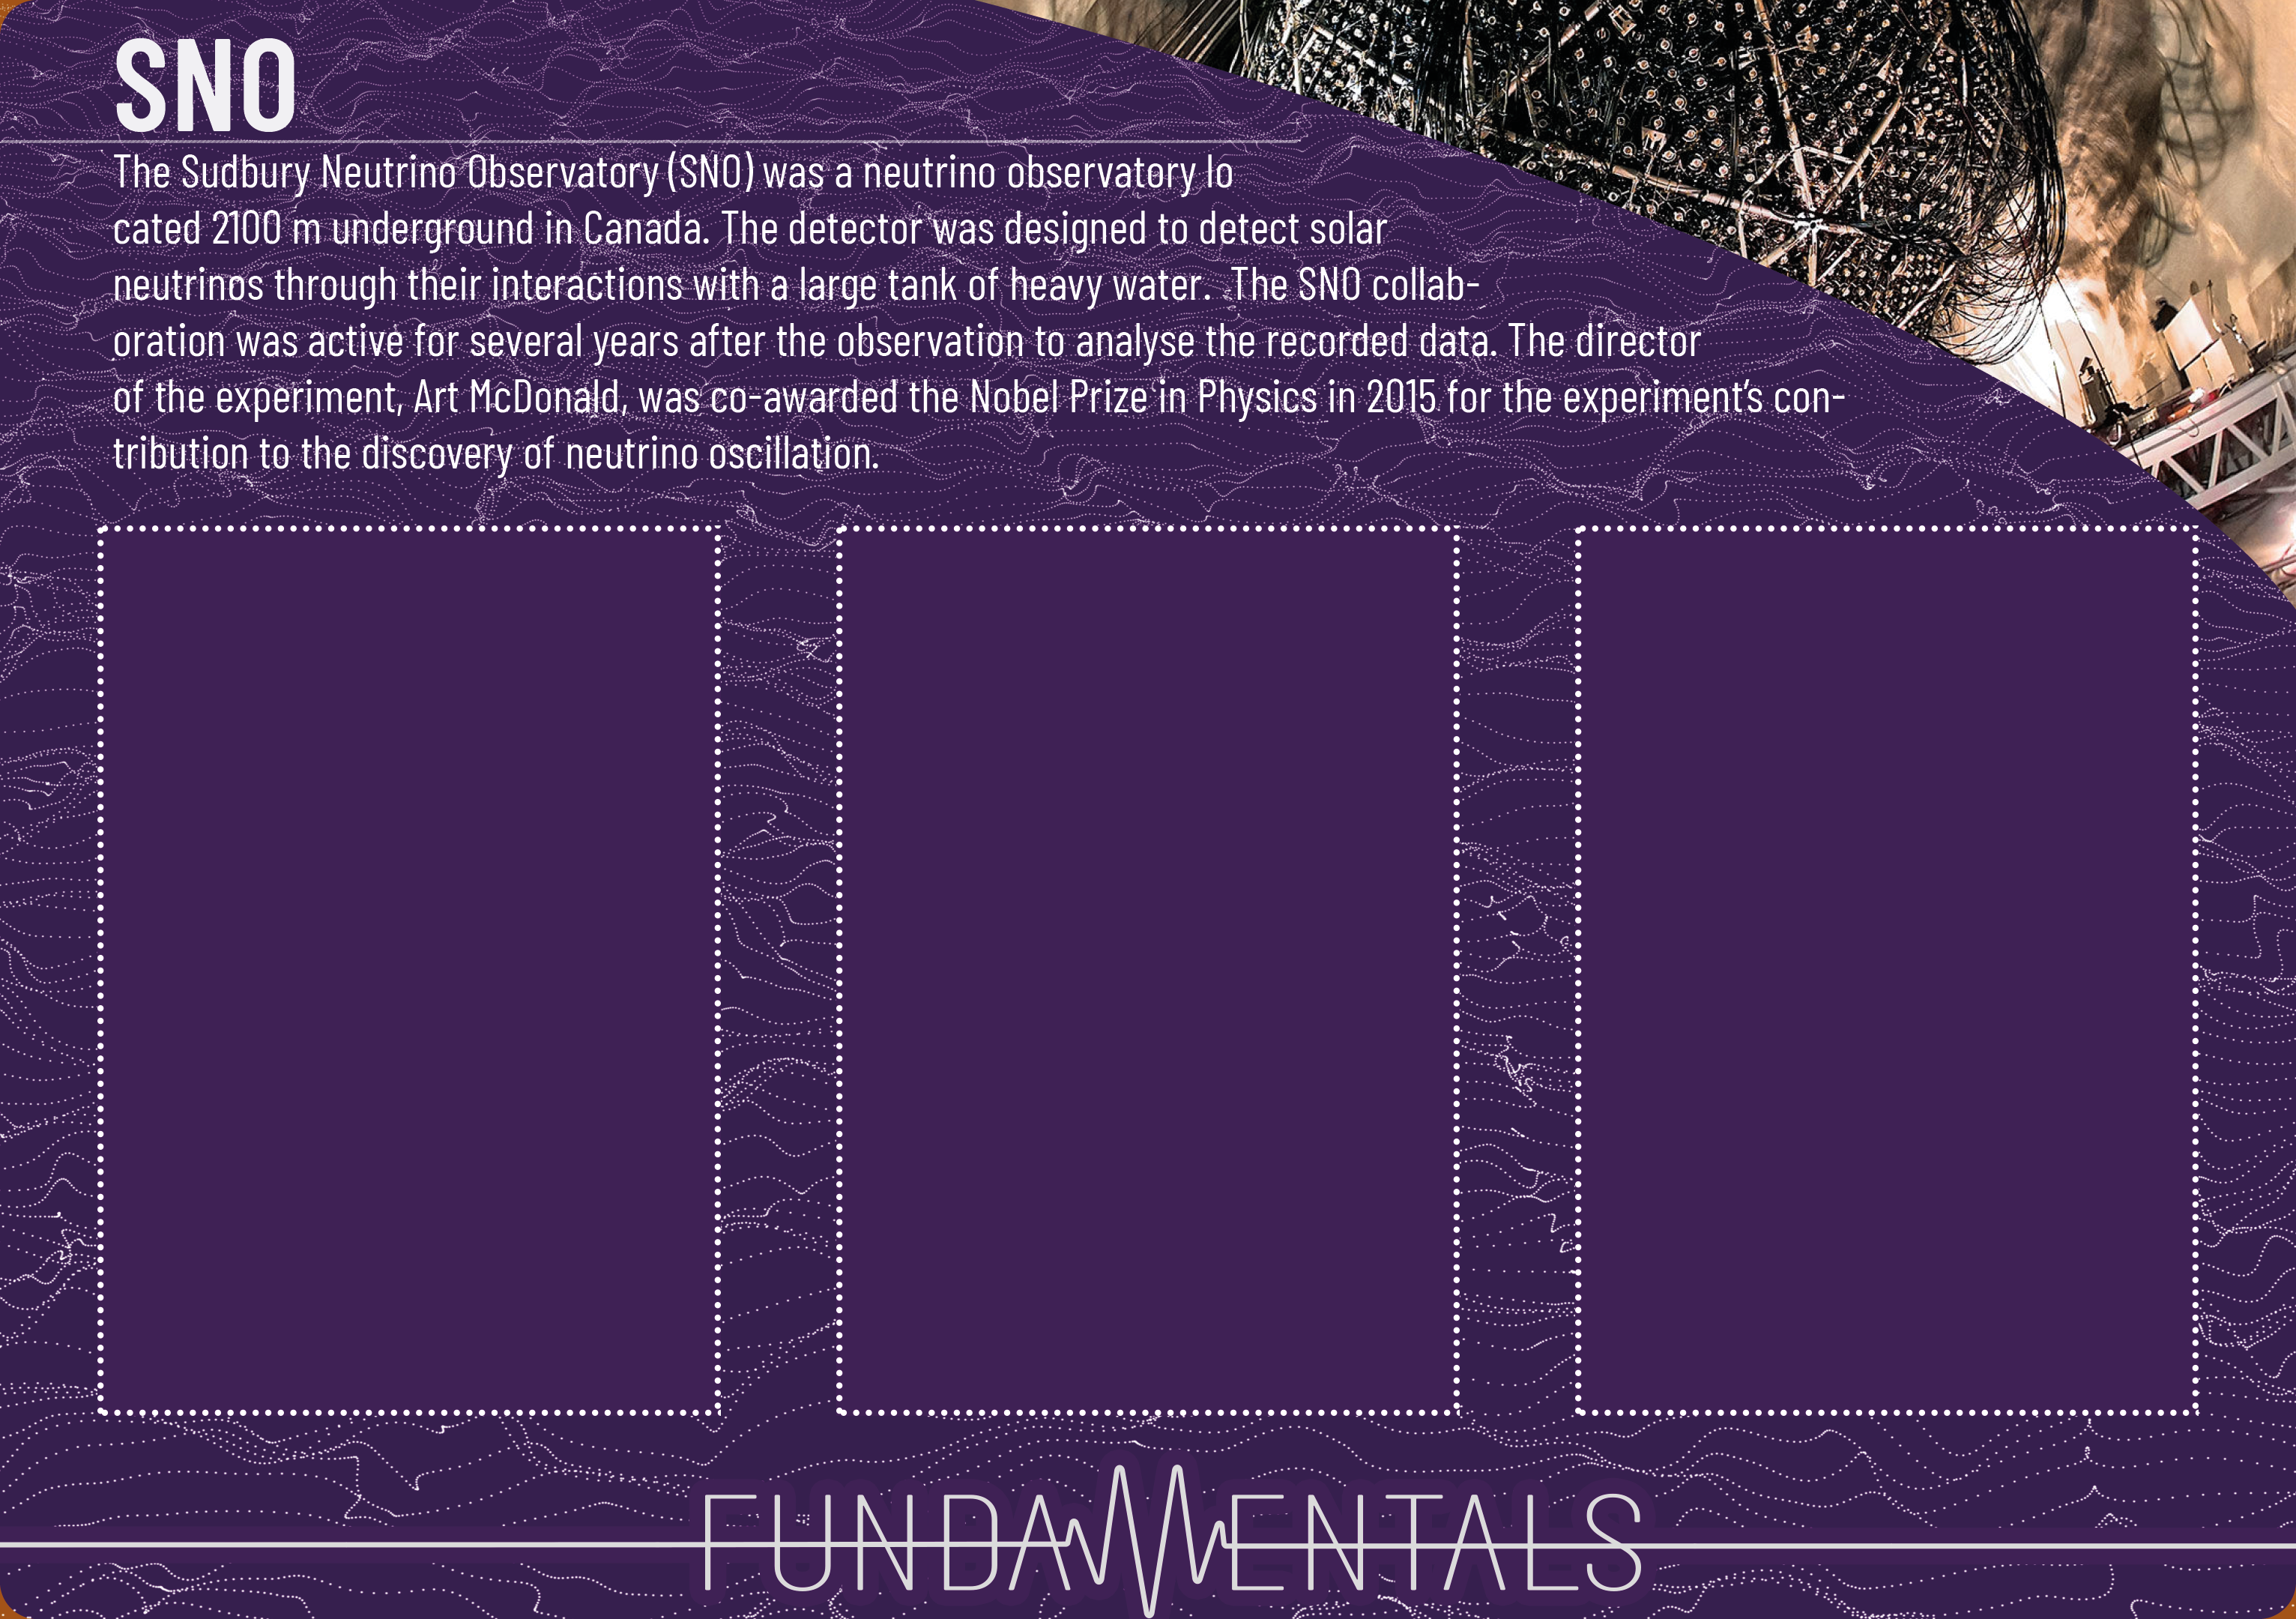 SNO
The Sudbury Neutrino Observatory (SNO) was a neutrino observatory lo
cated 2100 m underground in Canada. The detector was designed to detect solar
neutrinos through their interactions with a large tank of heavy water.  The SNO collab-
oration was active for several years after the observation to analyse the recorded data. The director
of the experiment, Art McDonald, was co-awarded the Nobel Prize in Physics in 2015 for the experiment’s con-
tribution to the discovery of neutrino oscillation.
FUNDAMENTALS